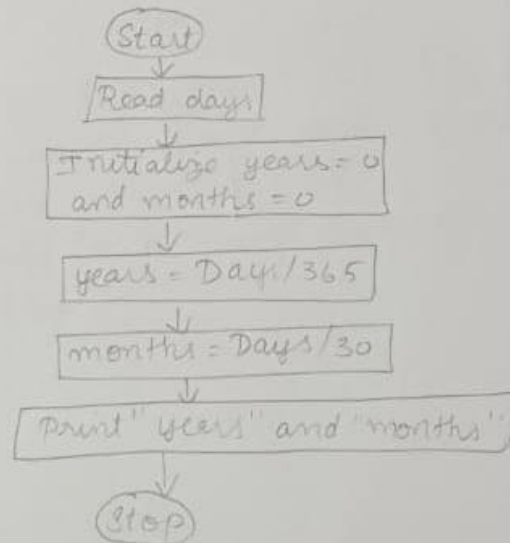 Start
Read days
Initialize years = 0
and months = 0
years = Days/365
months = Days/30
Print "years" and "months"
Stop